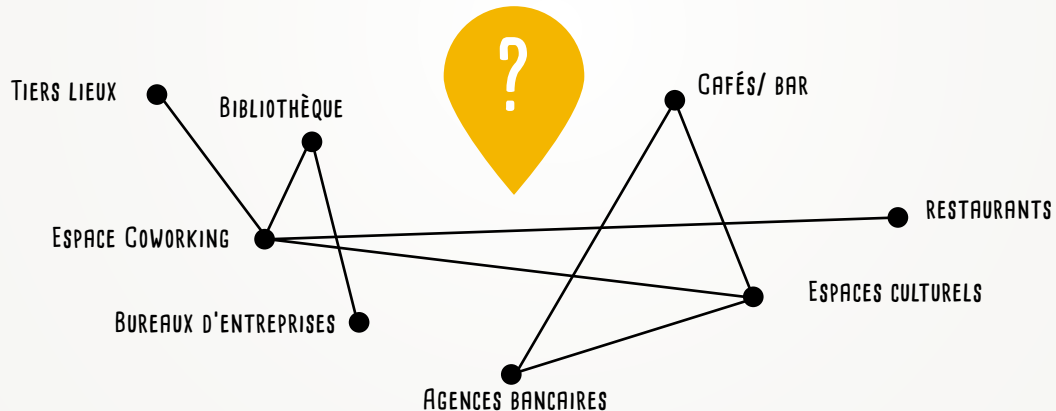 ?
Tiers lieux
Bibliothèque
Cafés/ bar
Restaurants
Espace Coworking
Espaces culturels
Bureaux d'entreprises
Agences bancaires